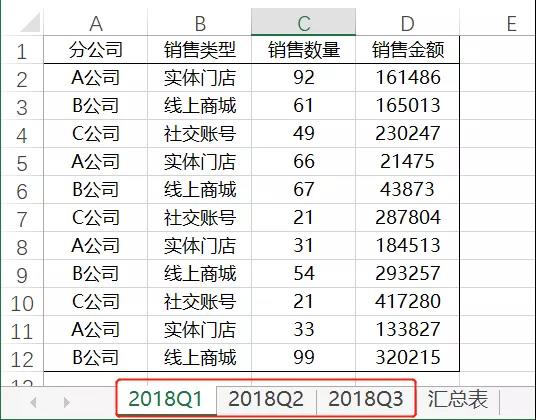 A B C D E
1 分公司 销售类型 销售数量 销售金额
2 A公司 实体门店 92 161486
3 B公司 线上商城 61 165013
4 C公司 社交账号 49 230247
5 A公司 实体门店 66 21475
6 B公司 线上商城 67 43873
7 C公司 社交账号 21 287804
8 A公司 实体门店 31 184513
9 B公司 线上商城 54 293257
10 C公司 社交账号 21 417280
11 A公司 实体门店 33 133827
12 B公司 线上商城 99 320215
2018Q1 2018Q2 2018Q3 汇总表